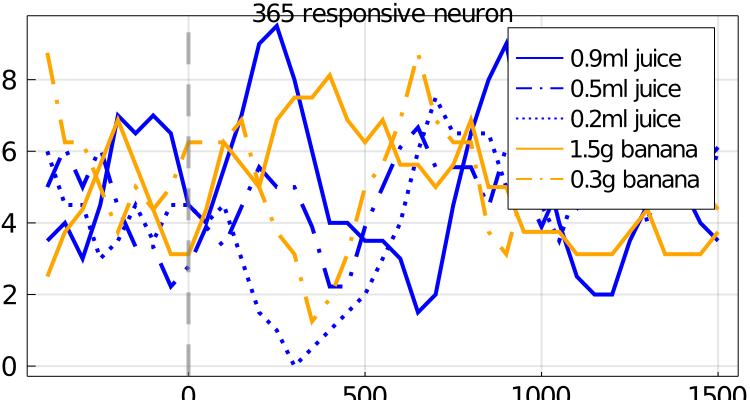 365 responsive neuron
0.9ml juice
0.5ml juice
0.2ml juice
1.5g banana
0.3g banana
8
6
4
2
0
0 500 1000 1500